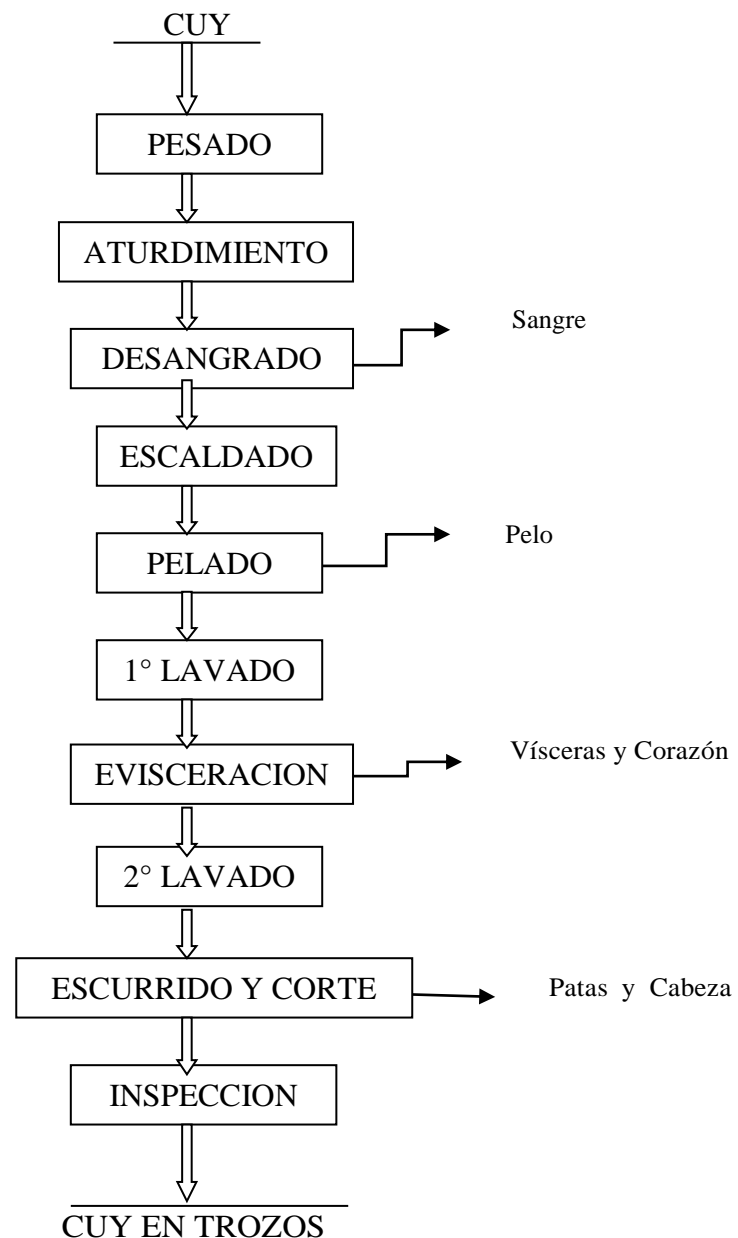 CUY
PESADO
ATURDIMIENTO
Sangre
DESANGRADO
ESCALDADO
Pelo
PELADO
1° LAVADO
Vísceras y Corazón
EVISCERACION
2° LAVADO
ESCURRIDO Y CORTE
Patas y Cabeza
INSPECCION
CUY EN TROZOS